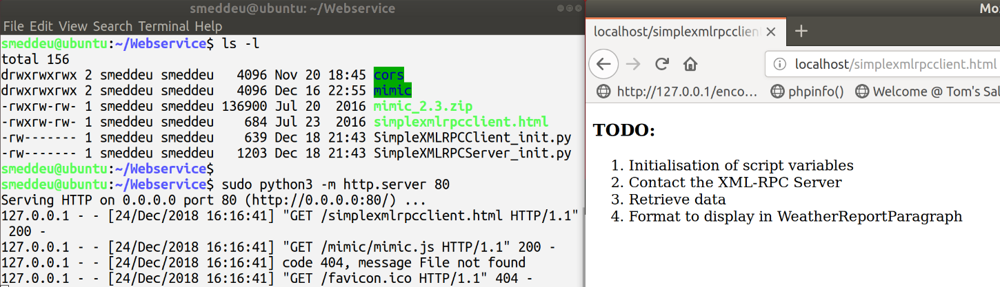 smeddeu@ubuntu: ~/Webservice
File Edit View Search Terminal Help
smeddeu@ubuntu:~/Webservice$ ls -l
total 156
drwxrwxrwx 2 smeddeu smeddeu   4096 Nov 20 18:45 cors
drwxrwxrwx 2 smeddeu smeddeu   4096 Dec 16 22:55 mimic
-rwxrw-rw- 1 smeddeu smeddeu 136900 Jul 20  2016 mimic_2.3.zip
-rwxrw-rw- 1 smeddeu smeddeu    684 Jul 23  2016 simplexmlrpcclient.html
-rw------- 1 smeddeu smeddeu    639 Dec 18 21:43 SimpleXMLRPCClient_init.py
-rw------- 1 smeddeu smeddeu   1203 Dec 18 21:43 SimpleXMLRPCServer_init.py
smeddeu@ubuntu:~/Webservice$
smeddeu@ubuntu:~/Webservice$ sudo python3 -m http.server 80
Serving HTTP on 0.0.0.0 port 80 (http://0.0.0.0:80/) ...
127.0.0.1 - - [24/Dec/2018 16:16:41] "GET /simplexmlrpcclient.html HTTP/1.1"
 200 -
127.0.0.1 - - [24/Dec/2018 16:16:41] "GET /mimic/mimic.js HTTP/1.1" 200 -
127.0.0.1 - - [24/Dec/2018 16:16:41] code 404, message File not found
127.0.0.1 - - [24/Dec/2018 16:16:41] "GET /favicon.ico HTTP/1.1" 404 -
Mo
localhost/simplexmlrpcclien
localhost/simplexmlrpcclient.html
http://127.0.0.1/enco... phpinfo() Welcome @ Tom's Sal
TODO:
1. Initialisation of script variables
2. Contact the XML-RPC Server
3. Retrieve data
4. Format to display in WeatherReportParagraph